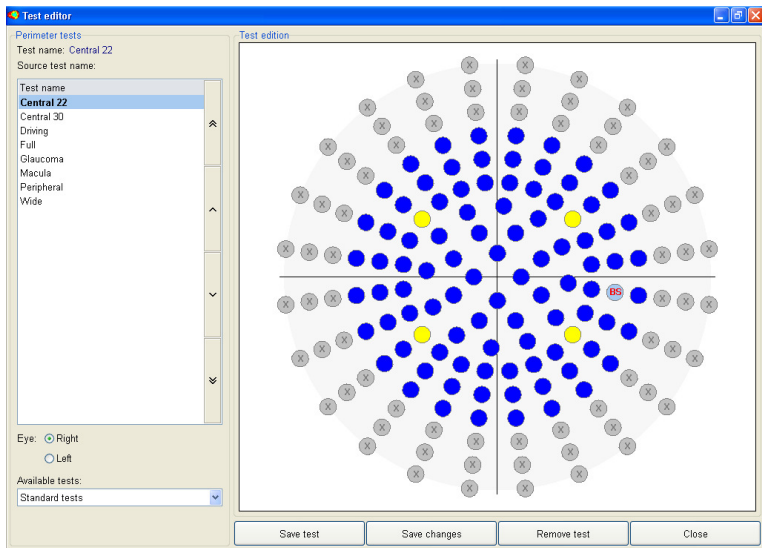 Test editor
Perimeter tests
Test name: Central 22
Source test name:
Test name
Central 22
Central 30
Driving
Full
Glaucoma
Macula
Peripheral
Wide
Eye: Right
Left
Available tests:
Standard tests
Test edition
BS
Save test Save changes Remove test Close